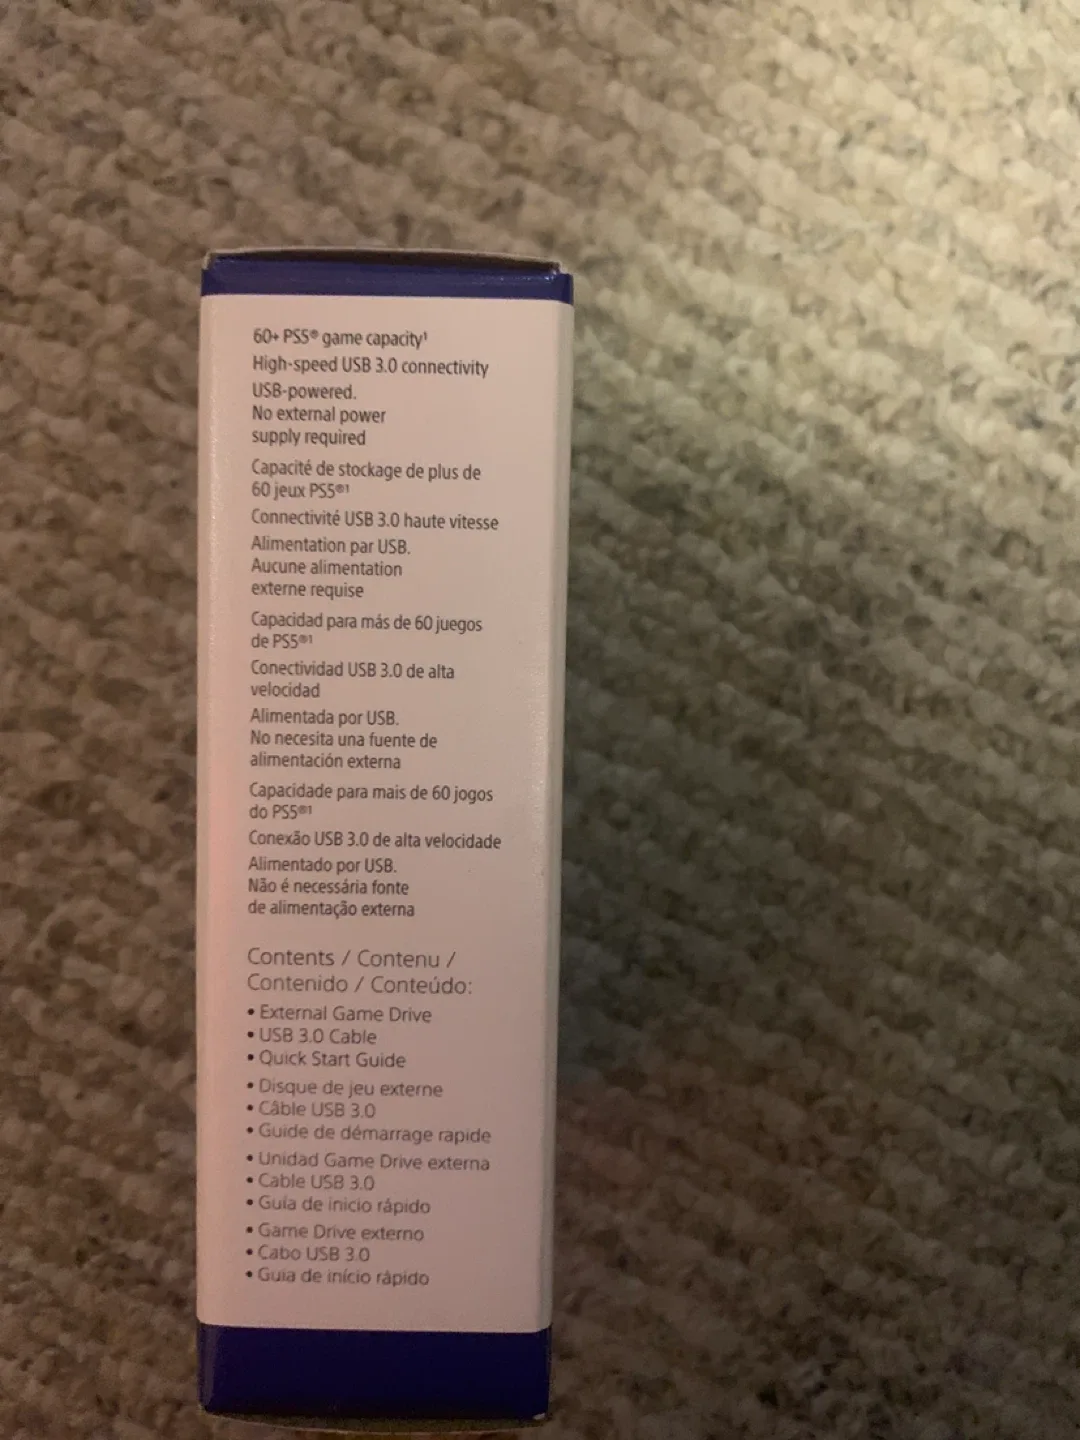 60+ PS5® game capacity¹
High-speed USB 3.0 connectivity
USB-powered.
No external power
supply required
Capacité de stockage de plus de
60 jeux PS5®¹
Connectivité USB 3.0 haute vitesse
Alimentation par USB.
Aucune alimentation
externe requise
Capacidad para más de 60 juegos
de PS5®¹
Conectividad USB 3.0 de alta
velocidad
Alimentada por USB.
No necesita una fuente de
alimentación externa
Capacidade para mais de 60 jogos
do PS5®¹
Conexão USB 3.0 de alta velocidade
Alimentado por USB.
Não é necessária fonte
de alimentação externa
Contents / Contenu /
Contenido / Conteúdo:
• External Game Drive
• USB 3.0 Cable
• Quick Start Guide
• Disque de jeu externe
• Câble USB 3.0
• Guide de démarrage rapide
• Unidad Game Drive externa
• Cable USB 3.0
• Guía de inicio rápido
• Game Drive externo
• Cabo USB 3.0
• Guia de início rápido